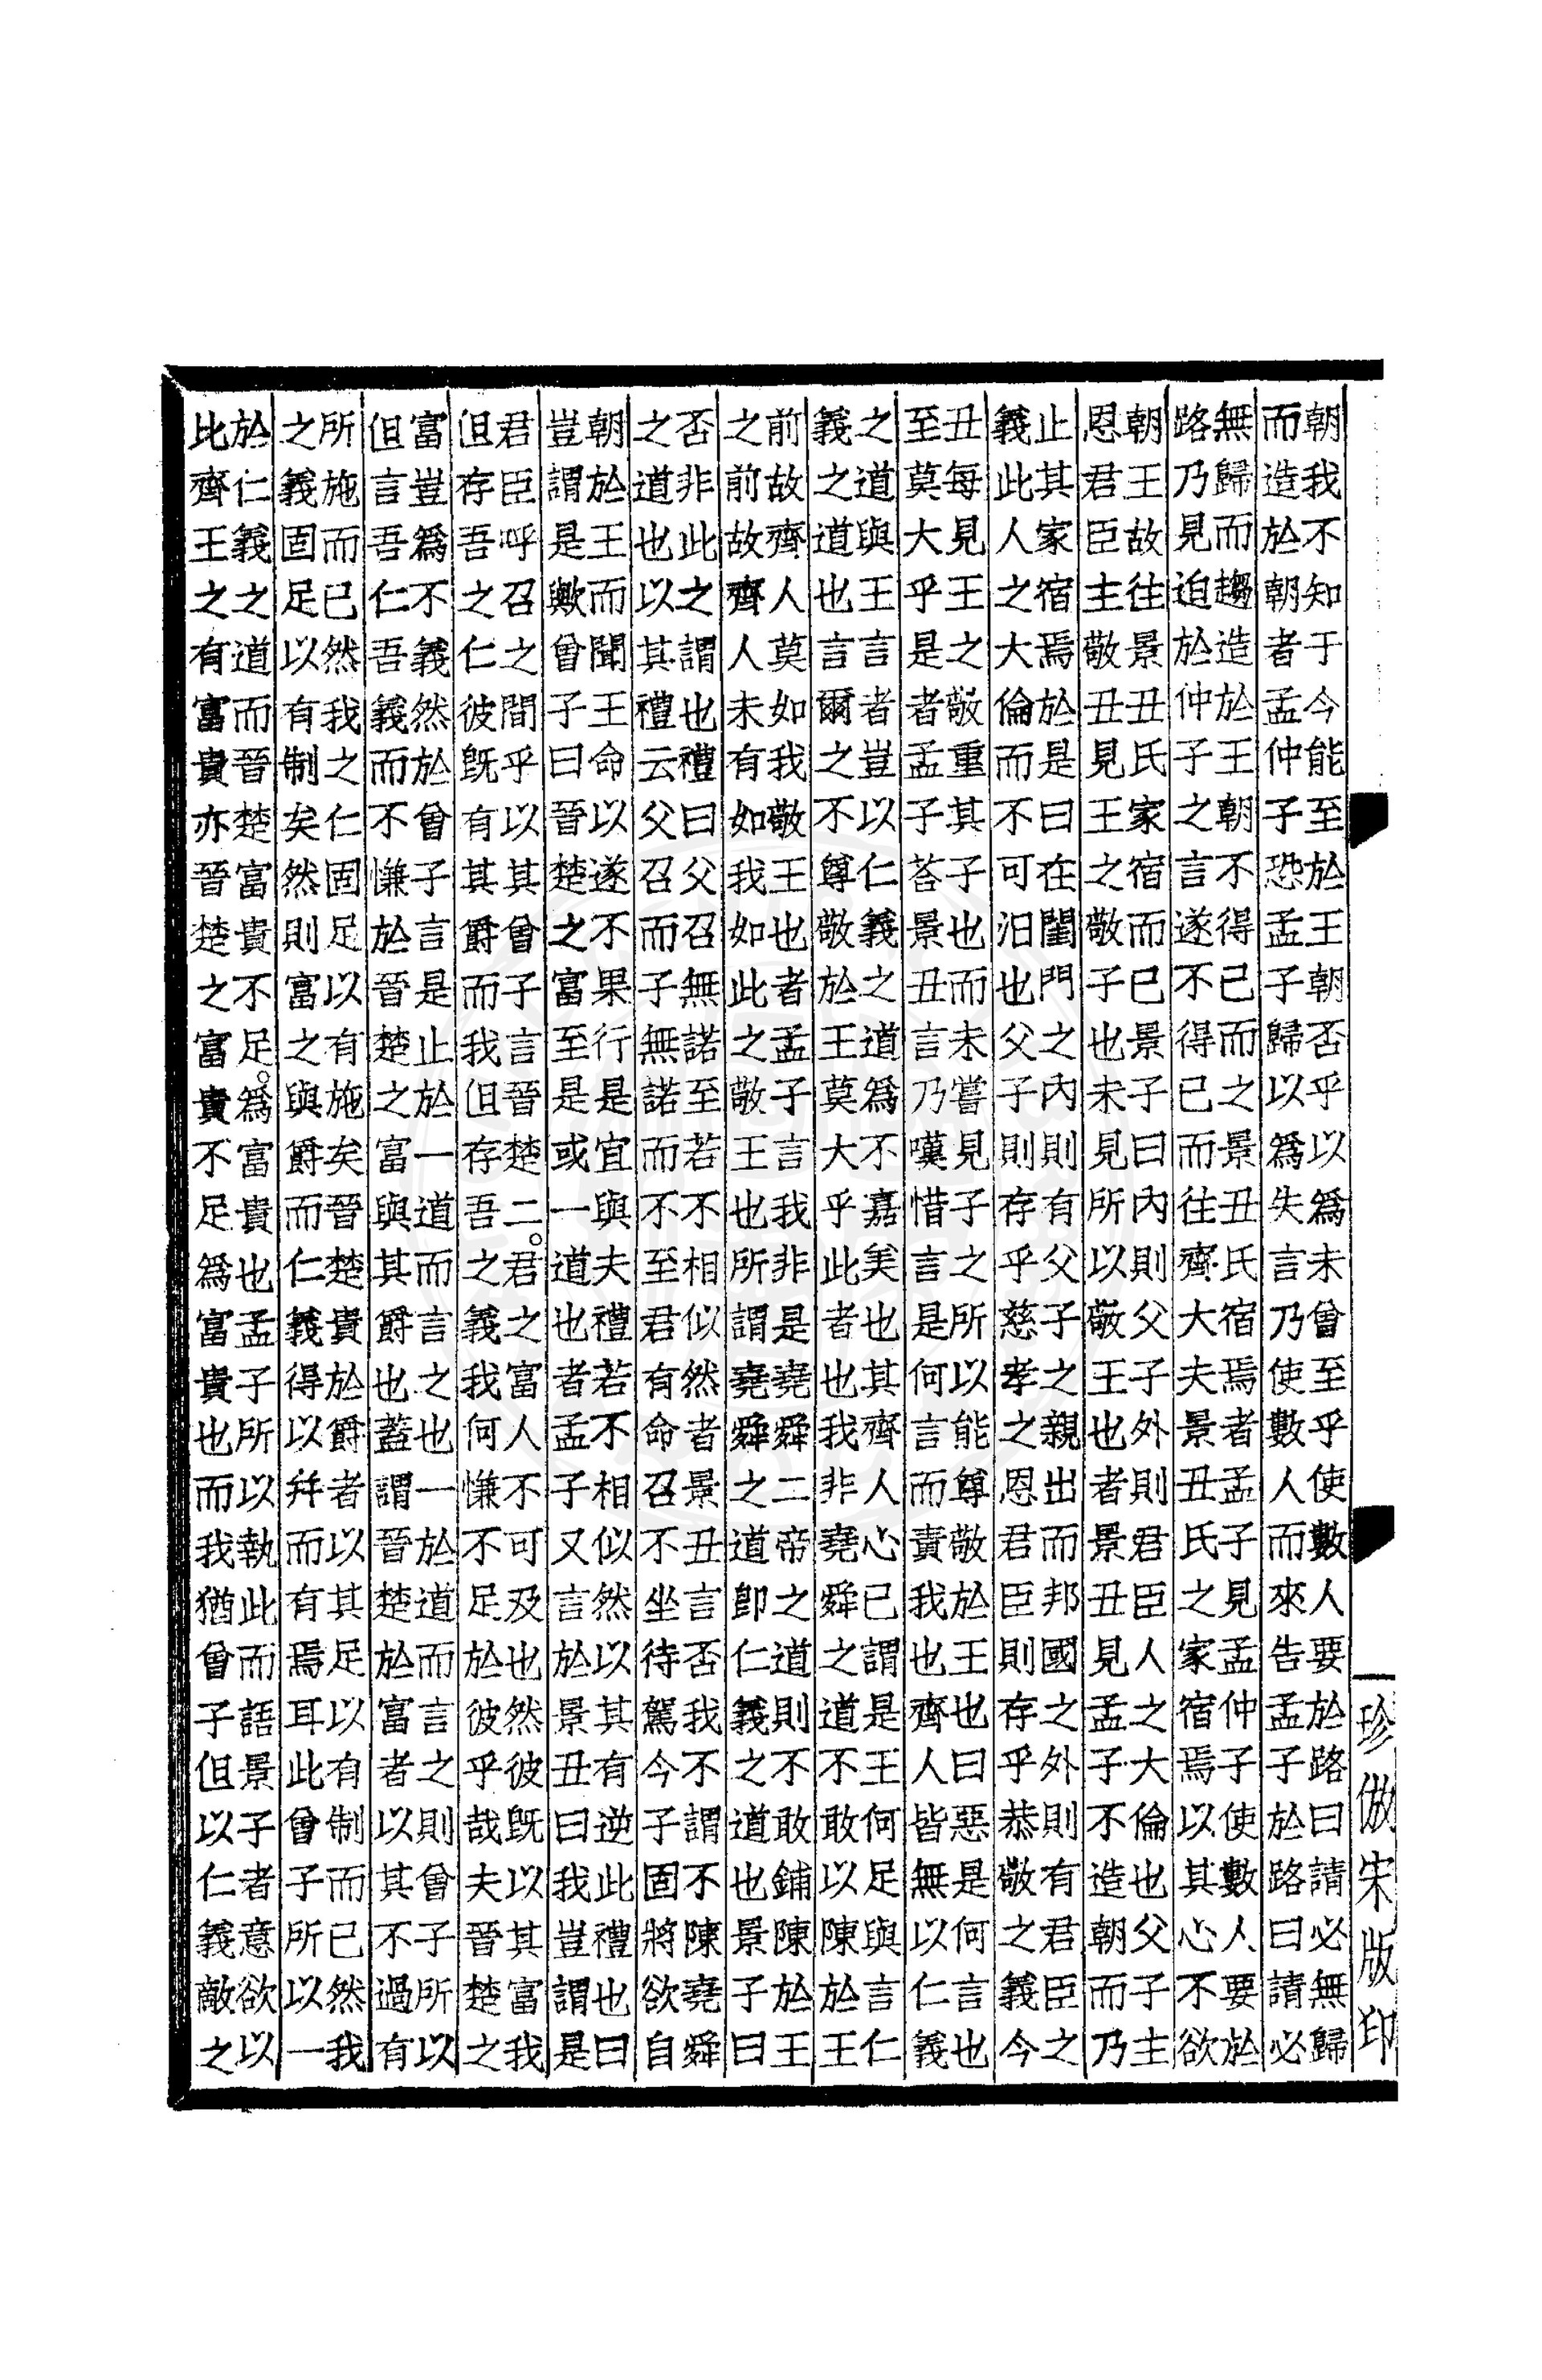 朝我不知于今能至於王朝否乎以爲未曾至乎使數人要於路曰請必無歸
而造於朝者孟仲子恐孟子歸以爲失言乃使數人而來告孟子於路曰請必
無歸而趨造於王朝不得已而之景丑氏宿焉者孟子見孟仲子使數人要於
路乃見迫於仲子之言遂不得已而往齊大夫景丑氏之家宿焉以其心不欲
朝王故往景丑氏家宿而已景子曰內則父子外則君臣人之大倫也父子主
恩君臣主敬丑見王之敬子也未見所以敬王也者景丑見孟子不造朝而乃
止其家宿焉於是曰在閨門之內則有父子之親出而邦國之外則有君臣之
義此人之大倫而不可汩也父子則存乎慈孝之恩君臣則存乎恭敬之義今
丑每見王之敬重其子也而未嘗見子之所以能尊敬於王也曰惡是何言也
至莫大乎是者孟子荅景丑言乃嘆惜言是何言而責我也齊人皆無以仁義
之道與王言者豈以仁義之道爲不嘉美也其齊人心已謂是王何足與言仁
義之道也言爾之不尊敬於王莫大乎此者也我非堯舜之道不敢以陳於王
前故齊人莫如我敬王也者孟子言我非是堯舜二帝之道則不敢鋪陳於王
之前故齊人未有如我如此之敬王也所謂堯舜之道卽仁義之道也景子曰
否非此之謂也禮曰父召無諾至若不相似然者景丑言否我不謂不陳堯舜
之道也以其禮云父召而子無諾而不至君有命召不坐待駕今子固將欲自
朝於王而聞王命以遂不果行是宜與夫禮若不相似然以其有逆此禮也曰
豈謂是歟曾子曰晉楚之富至是或一道也者孟子又言於景丑曰我豈謂是
君臣呼召之間乎以其曾子言晉楚二。君之富人不可及也然彼旣以其富我
但存吾之仁彼旣有其爵而我但存吾之義我何慊不足於彼乎哉夫晉楚之
富豈爲不義然於曾子言是止於一道而言之也一於道而言之則曾子所以
但言吾仁吾義而不慊於晉楚之富與其爵也蓋謂晉楚於富者以其不過有
所施而已然我之仁固足以有施矣晉楚貴於爵者以其足以有制而已然我
之義固足以有制矣然則富之與爵而仁義得以幷而有焉耳此曾子所以一
於仁義之道而晉楚富貴不足。爲富貴也孟子所以執此而語景子者意欲以
比齊王之有富貴亦晉楚之富貴不足爲富貴也而我猶曾子但以仁義敵之
珍倣宋版印